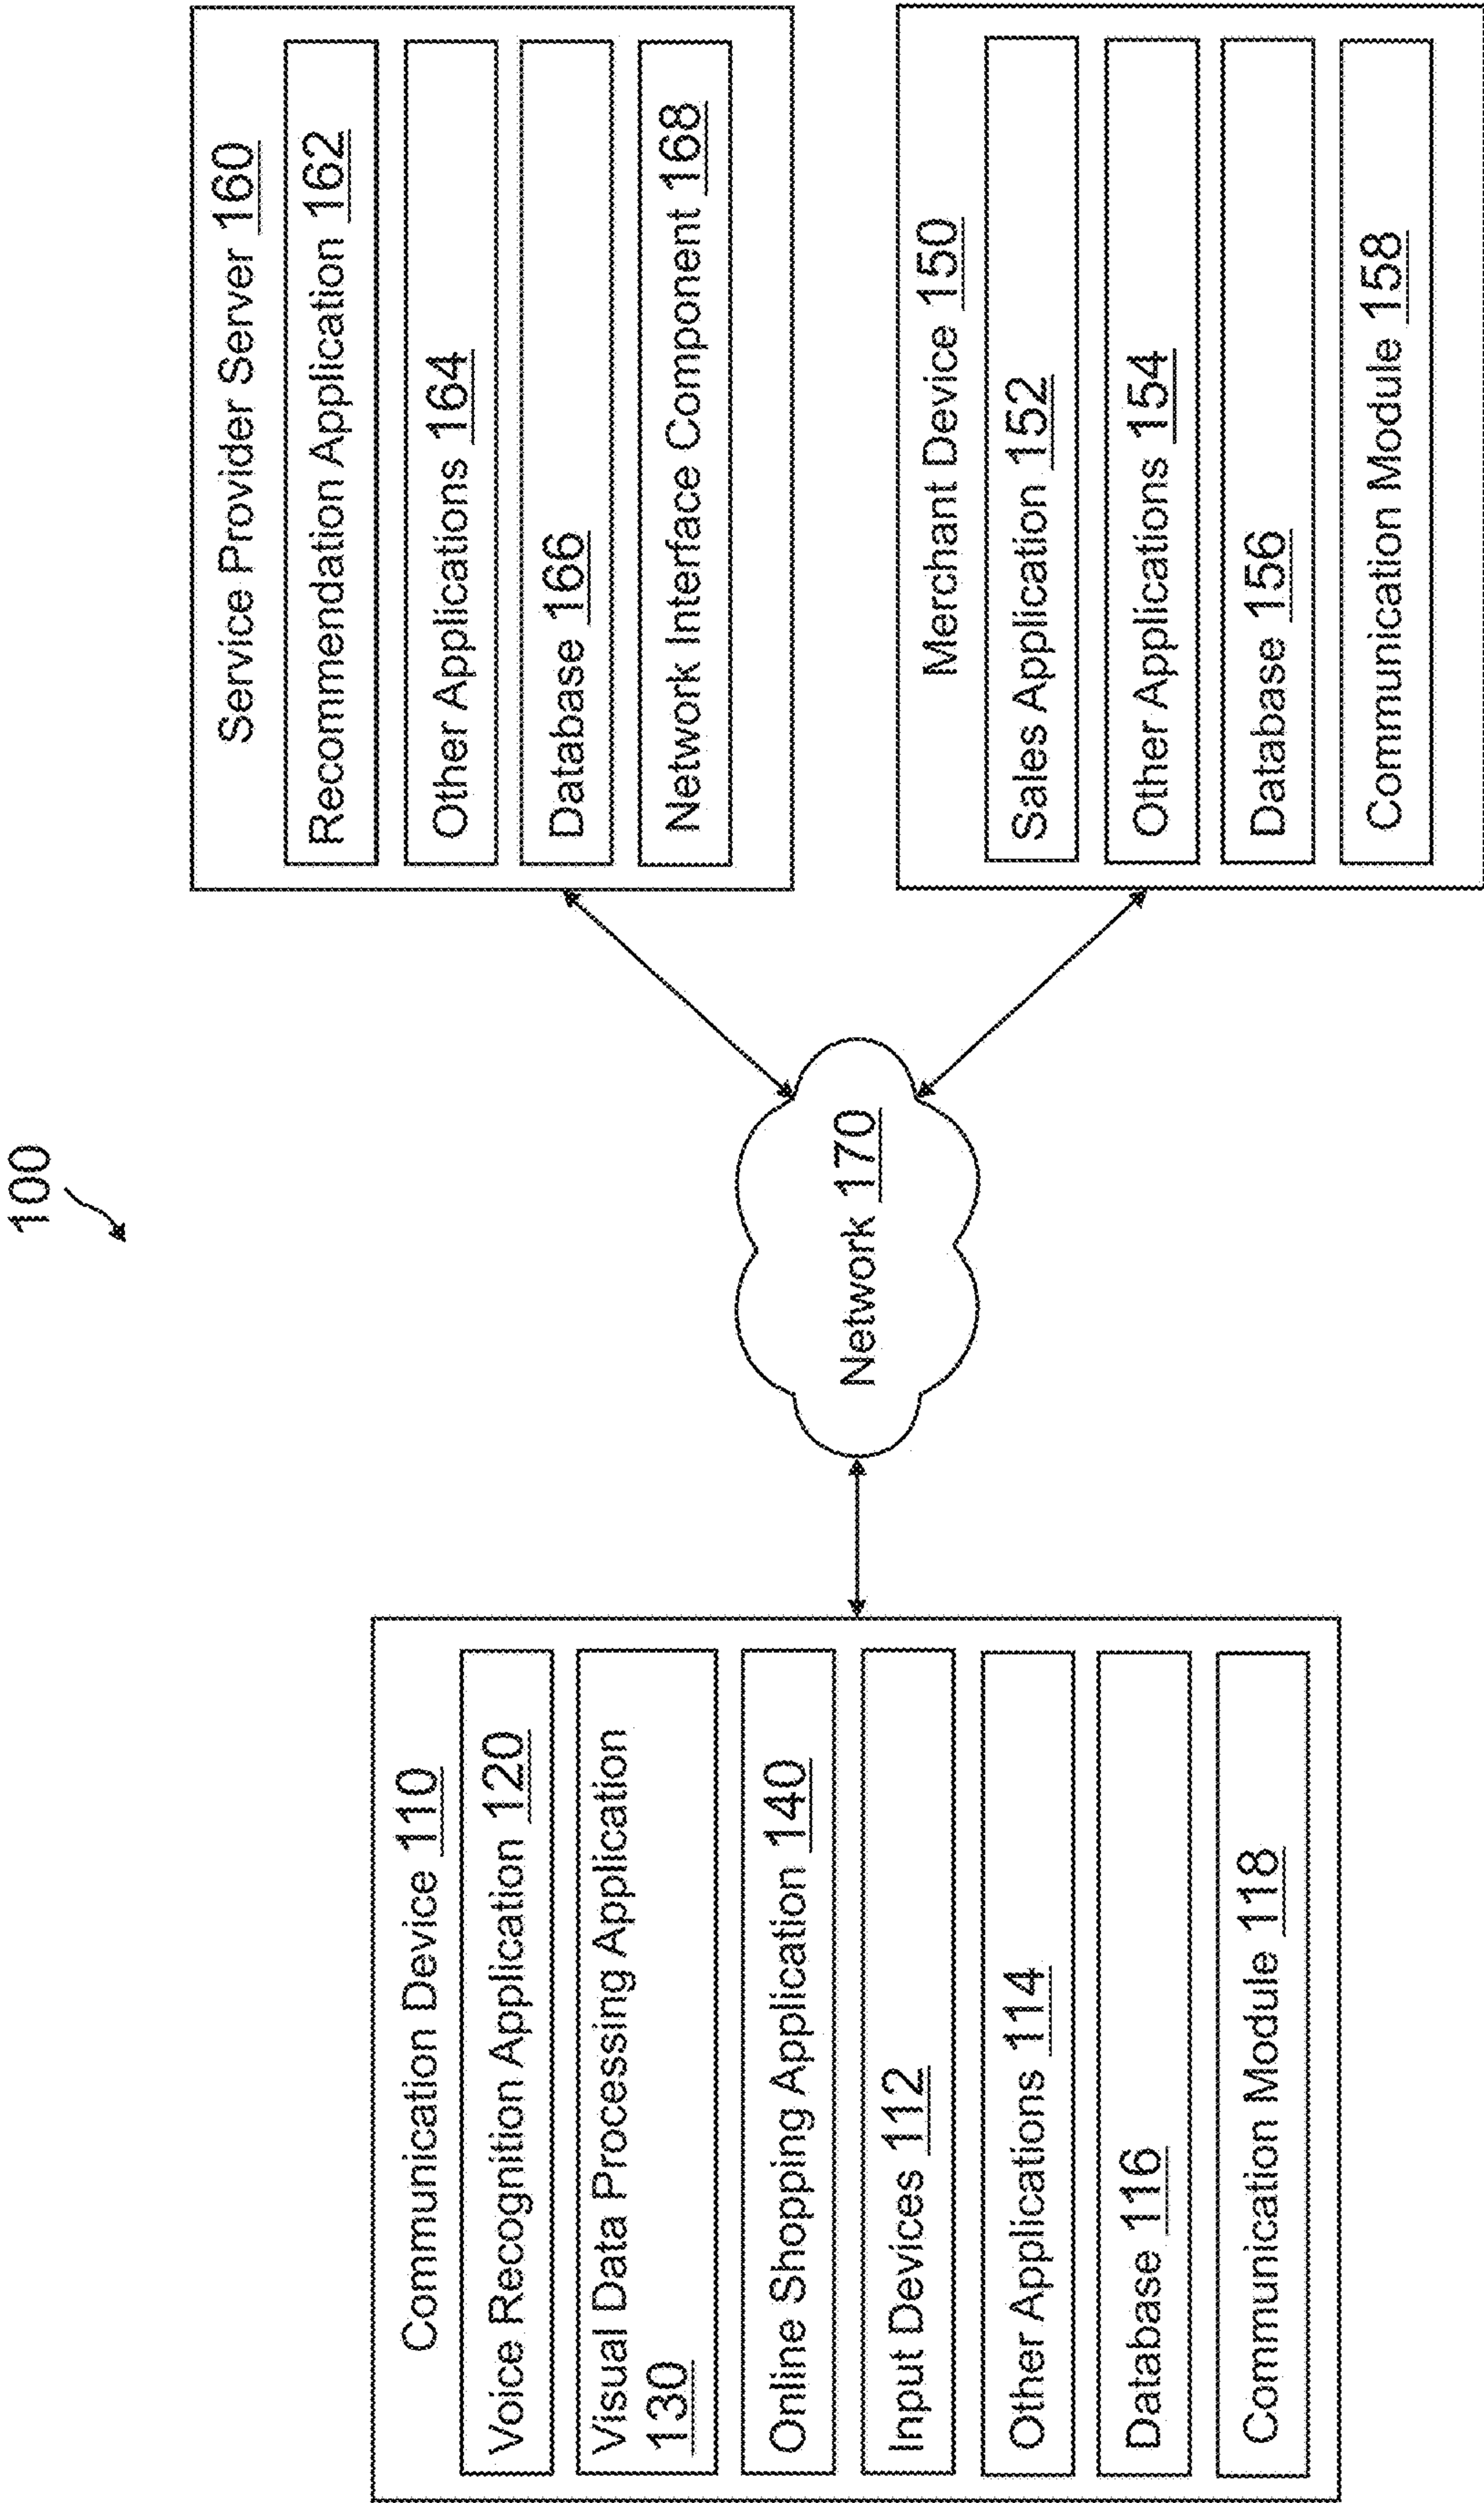 100
Communication Device 110
Voice Recognition Application 120
Visual Data Processing Application
130
Online Shopping Application 140
Input Devices 112
Other Applications 114
Database 116
Communication Module 118
Network 170
Service Provider Server 160
Recommendation Application 162
Other Applications 164
Database 166
Network Interface Component 168
Merchant Device 150
Sales Application 152
Other Applications 154
Database 156
Communication Module 158